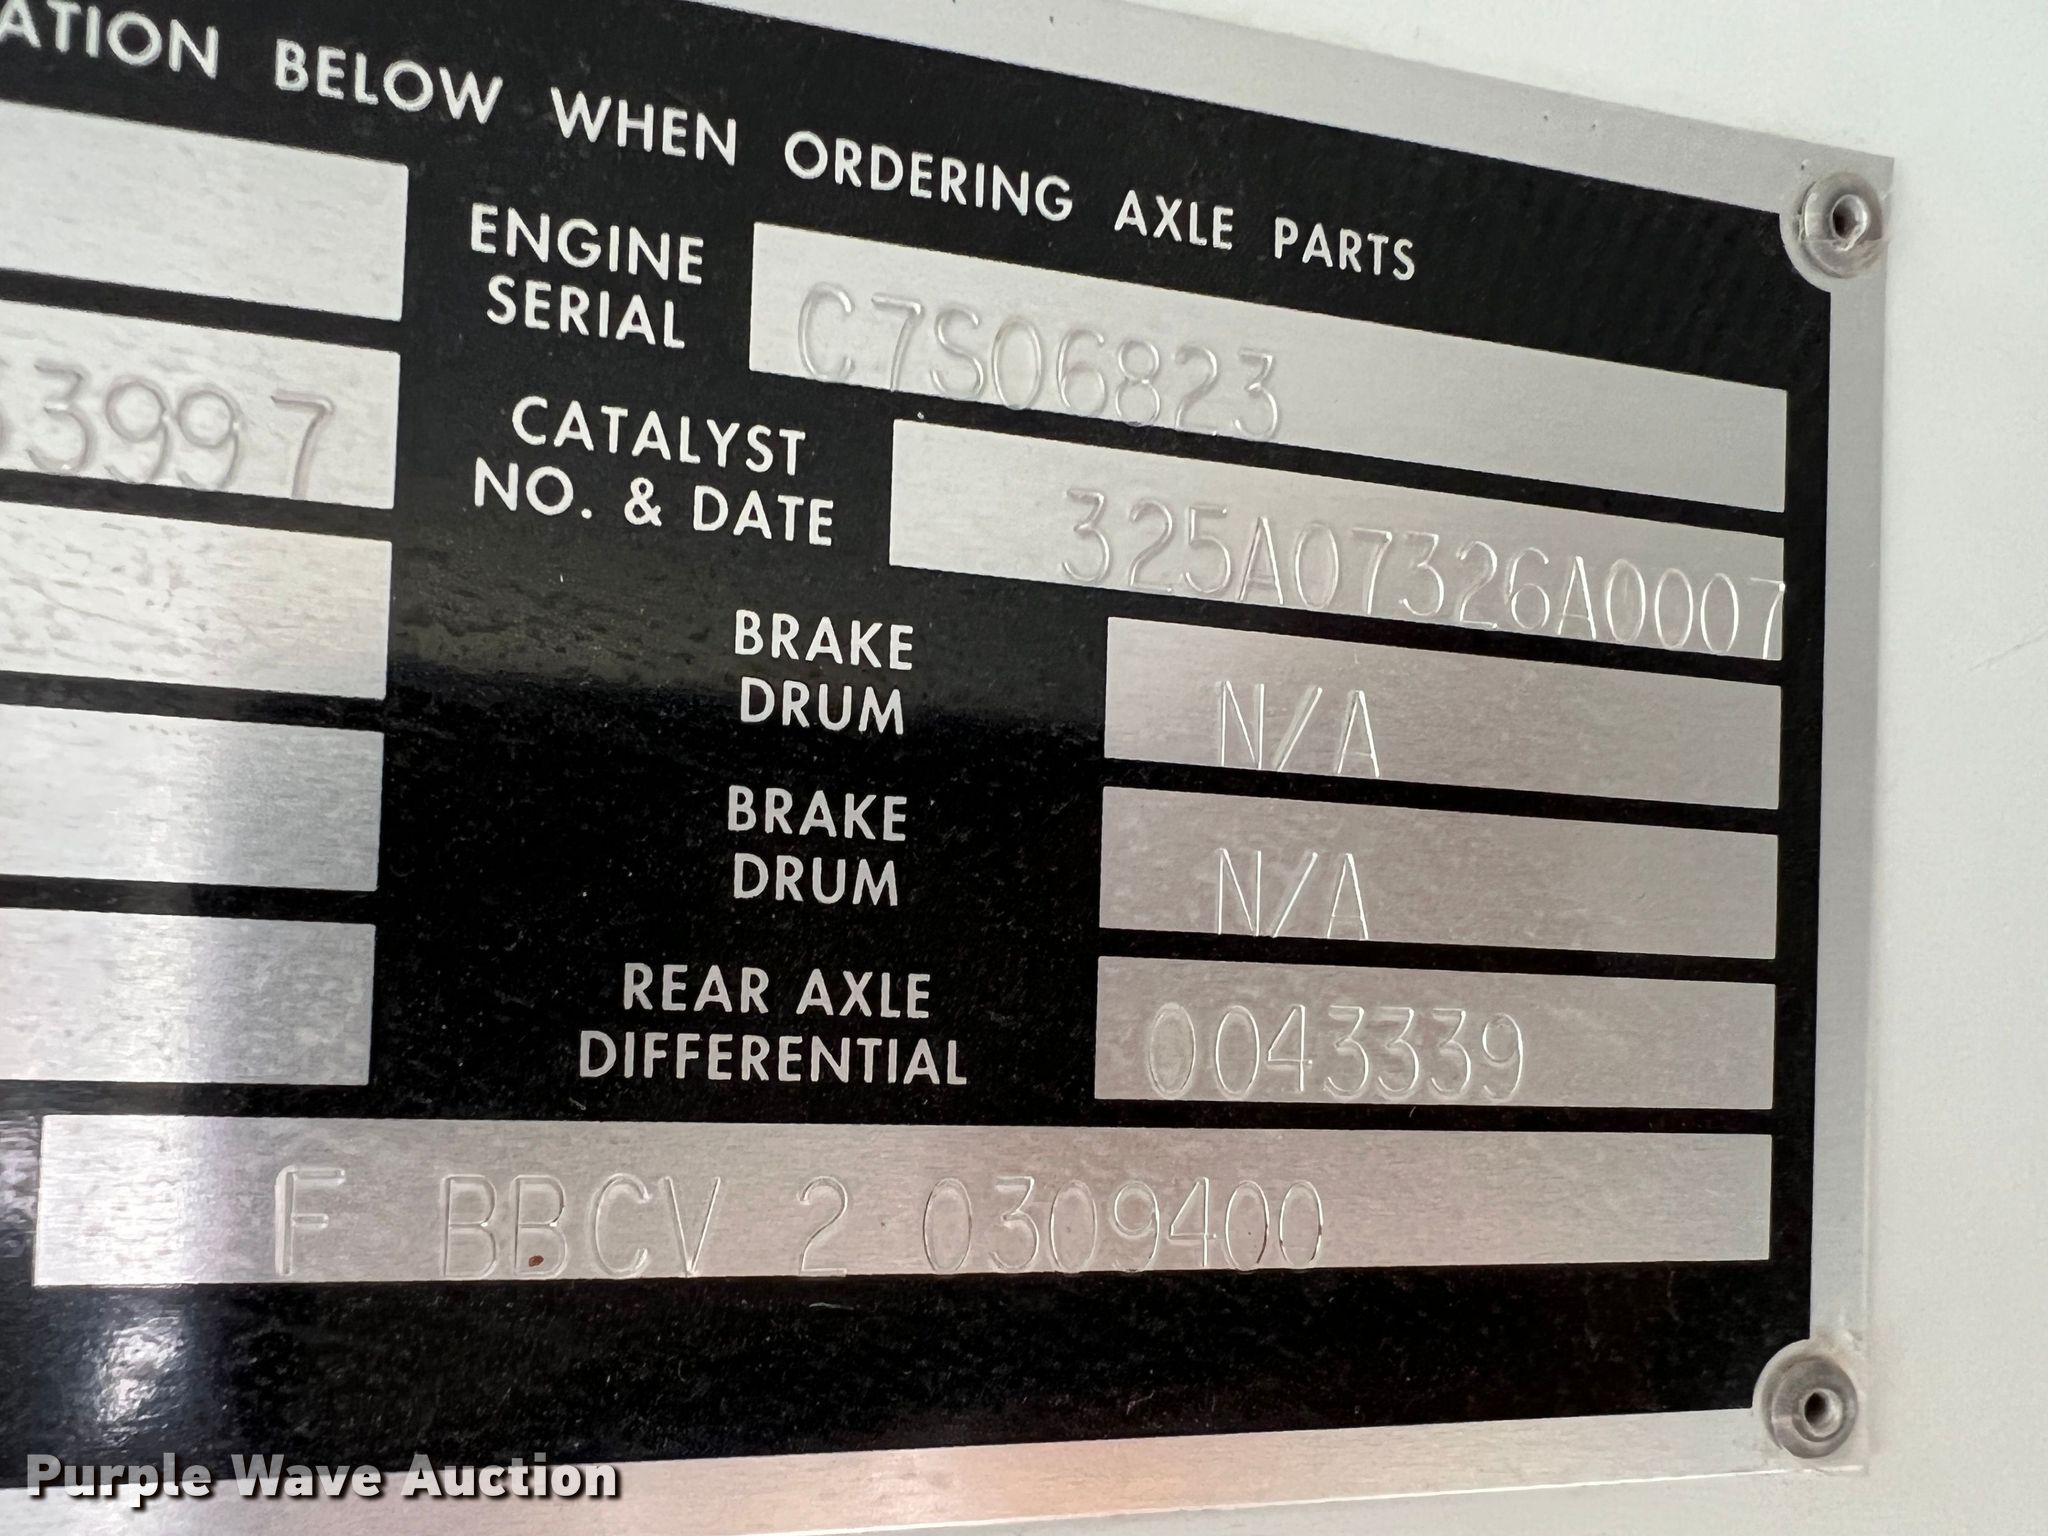 ATION BELOW WHEN ORDERING AXLE PARTS
ENGINE
SERIAL
C7S06823
3997
CATALYST
NO. & DATE
325A07326A0007
BRAKE
DRUM
N/A
BRAKE
DRUM
N/A
REAR AXLE
DIFFERENTIAL
0043339
F BBCV 2 0309400
Purple Wave Auction